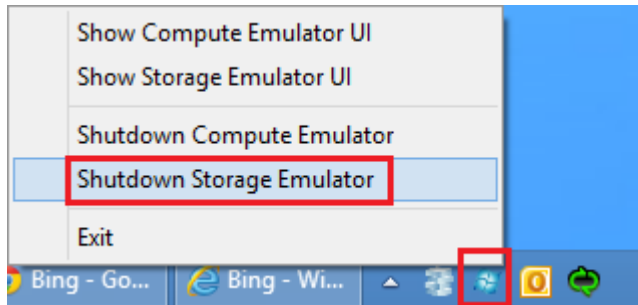 Show Compute Emulator UI
Show Storage Emulator UI
Shutdown Compute Emulator
Shutdown Storage Emulator
Exit
Bing - Go... Bing - Wi...